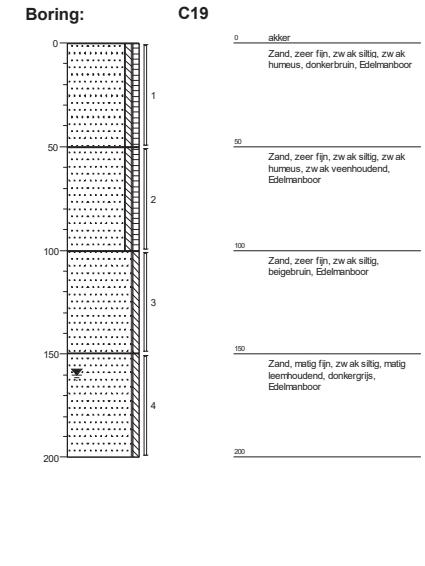 Boring: C19
0
50
100
150
200
1
2
3
4
0 akker
Zand, zeer fijn, zwak siltig, zwak
humeus, donkerbruin, Edelmanboor
50
Zand, zeer fijn, zwak siltig, zwak
humeus, zwak veenhoudend,
Edelmanboor
100
Zand, zeer fijn, zwak siltig,
beigebruin, Edelmanboor
150
Zand, matig fijn, zwak siltig, matig
leemhoudend, donkergrijs,
Edelmanboor
200